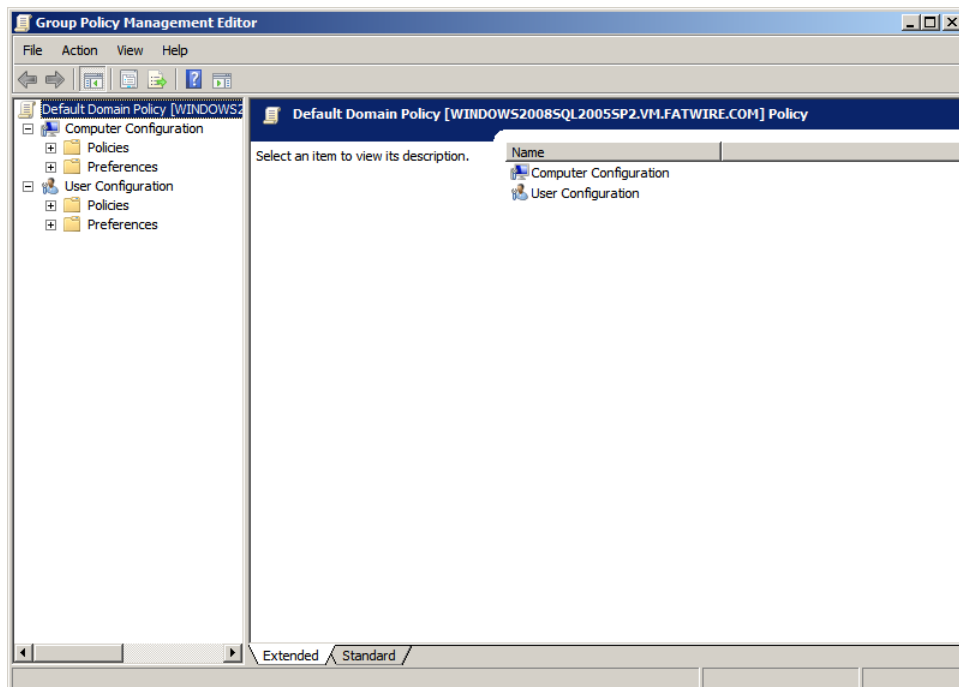 Group Policy Management Editor
File Action View Help
Default Domain Policy [WINDOWS2
Computer Configuration
Policies
Preferences
User Configuration
Policies
Preferences
Default Domain Policy [WINDOWS2008SQL2005SP2.VM.FATWIRE.COM] Policy
Select an item to view its description.
Name
Computer Configuration
User Configuration
Extended Standard